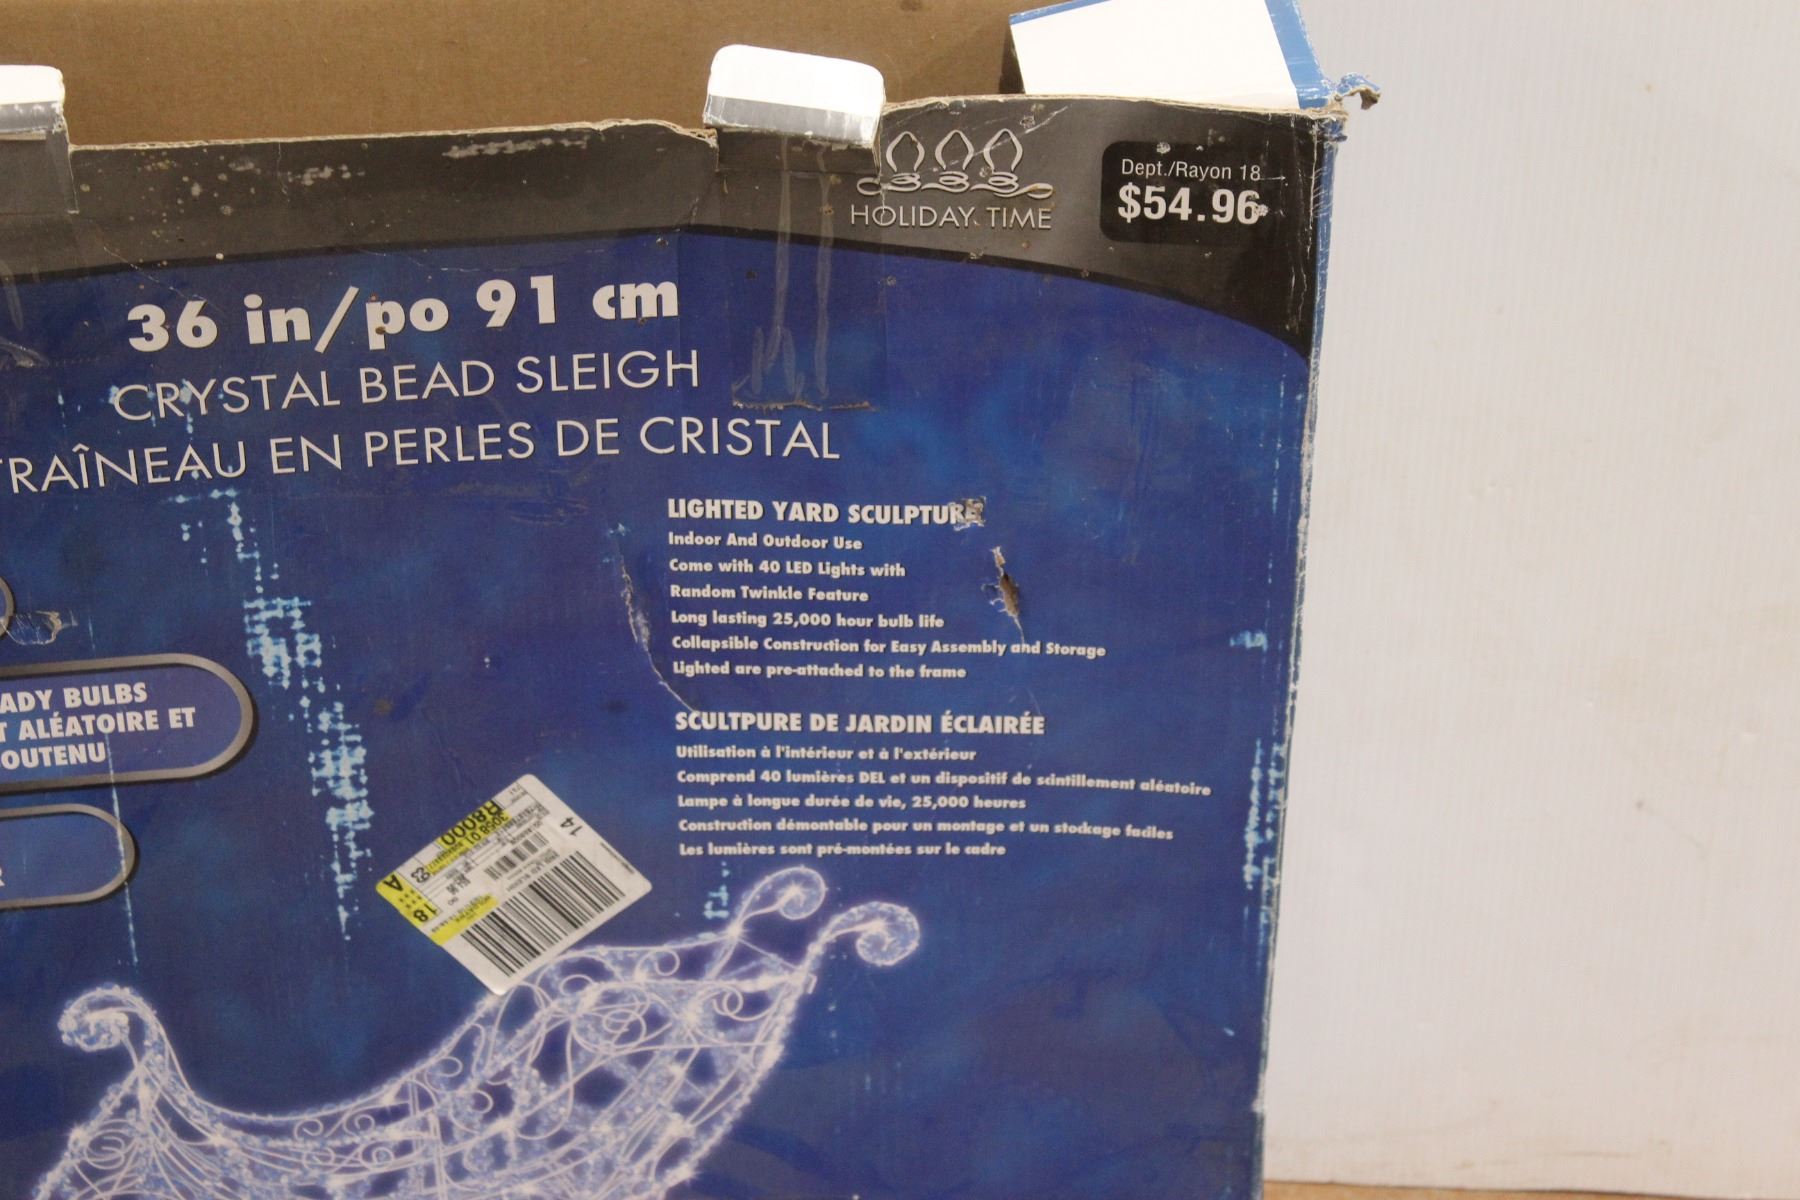 HOLIDAY TIME
Dept./Rayon 18
$54.96
36 in/po 91 cm
CRYSTAL BEAD SLEIGH
TRAÎNEAU EN PERLES DE CRISTAL
LIGHTED YARD SCULPTURE
Indoor And Outdoor Use
Come with 40 LED Lights with
Random Twinkle Feature
Long lasting 25,000 hour bulb life
Collapsible Construction for Easy Assembly and Storage
Lighted are pre-attached to the frame
ADY BULBS
T ALÉATOIRE ET
OUTENU
R
SCULTPURE DE JARDIN ÉCLAIRÉE
Utilisation à l'intérieur et à l'extérieur
Comprend 40 lumières DEL et un dispositif de scintillement aléatoire
Lampe à longue durée de vie, 25,000 heures
Construction démontable pour un montage et un stockage faciles
Les lumières sont pré-montées sur le cadre
14
A
18
23